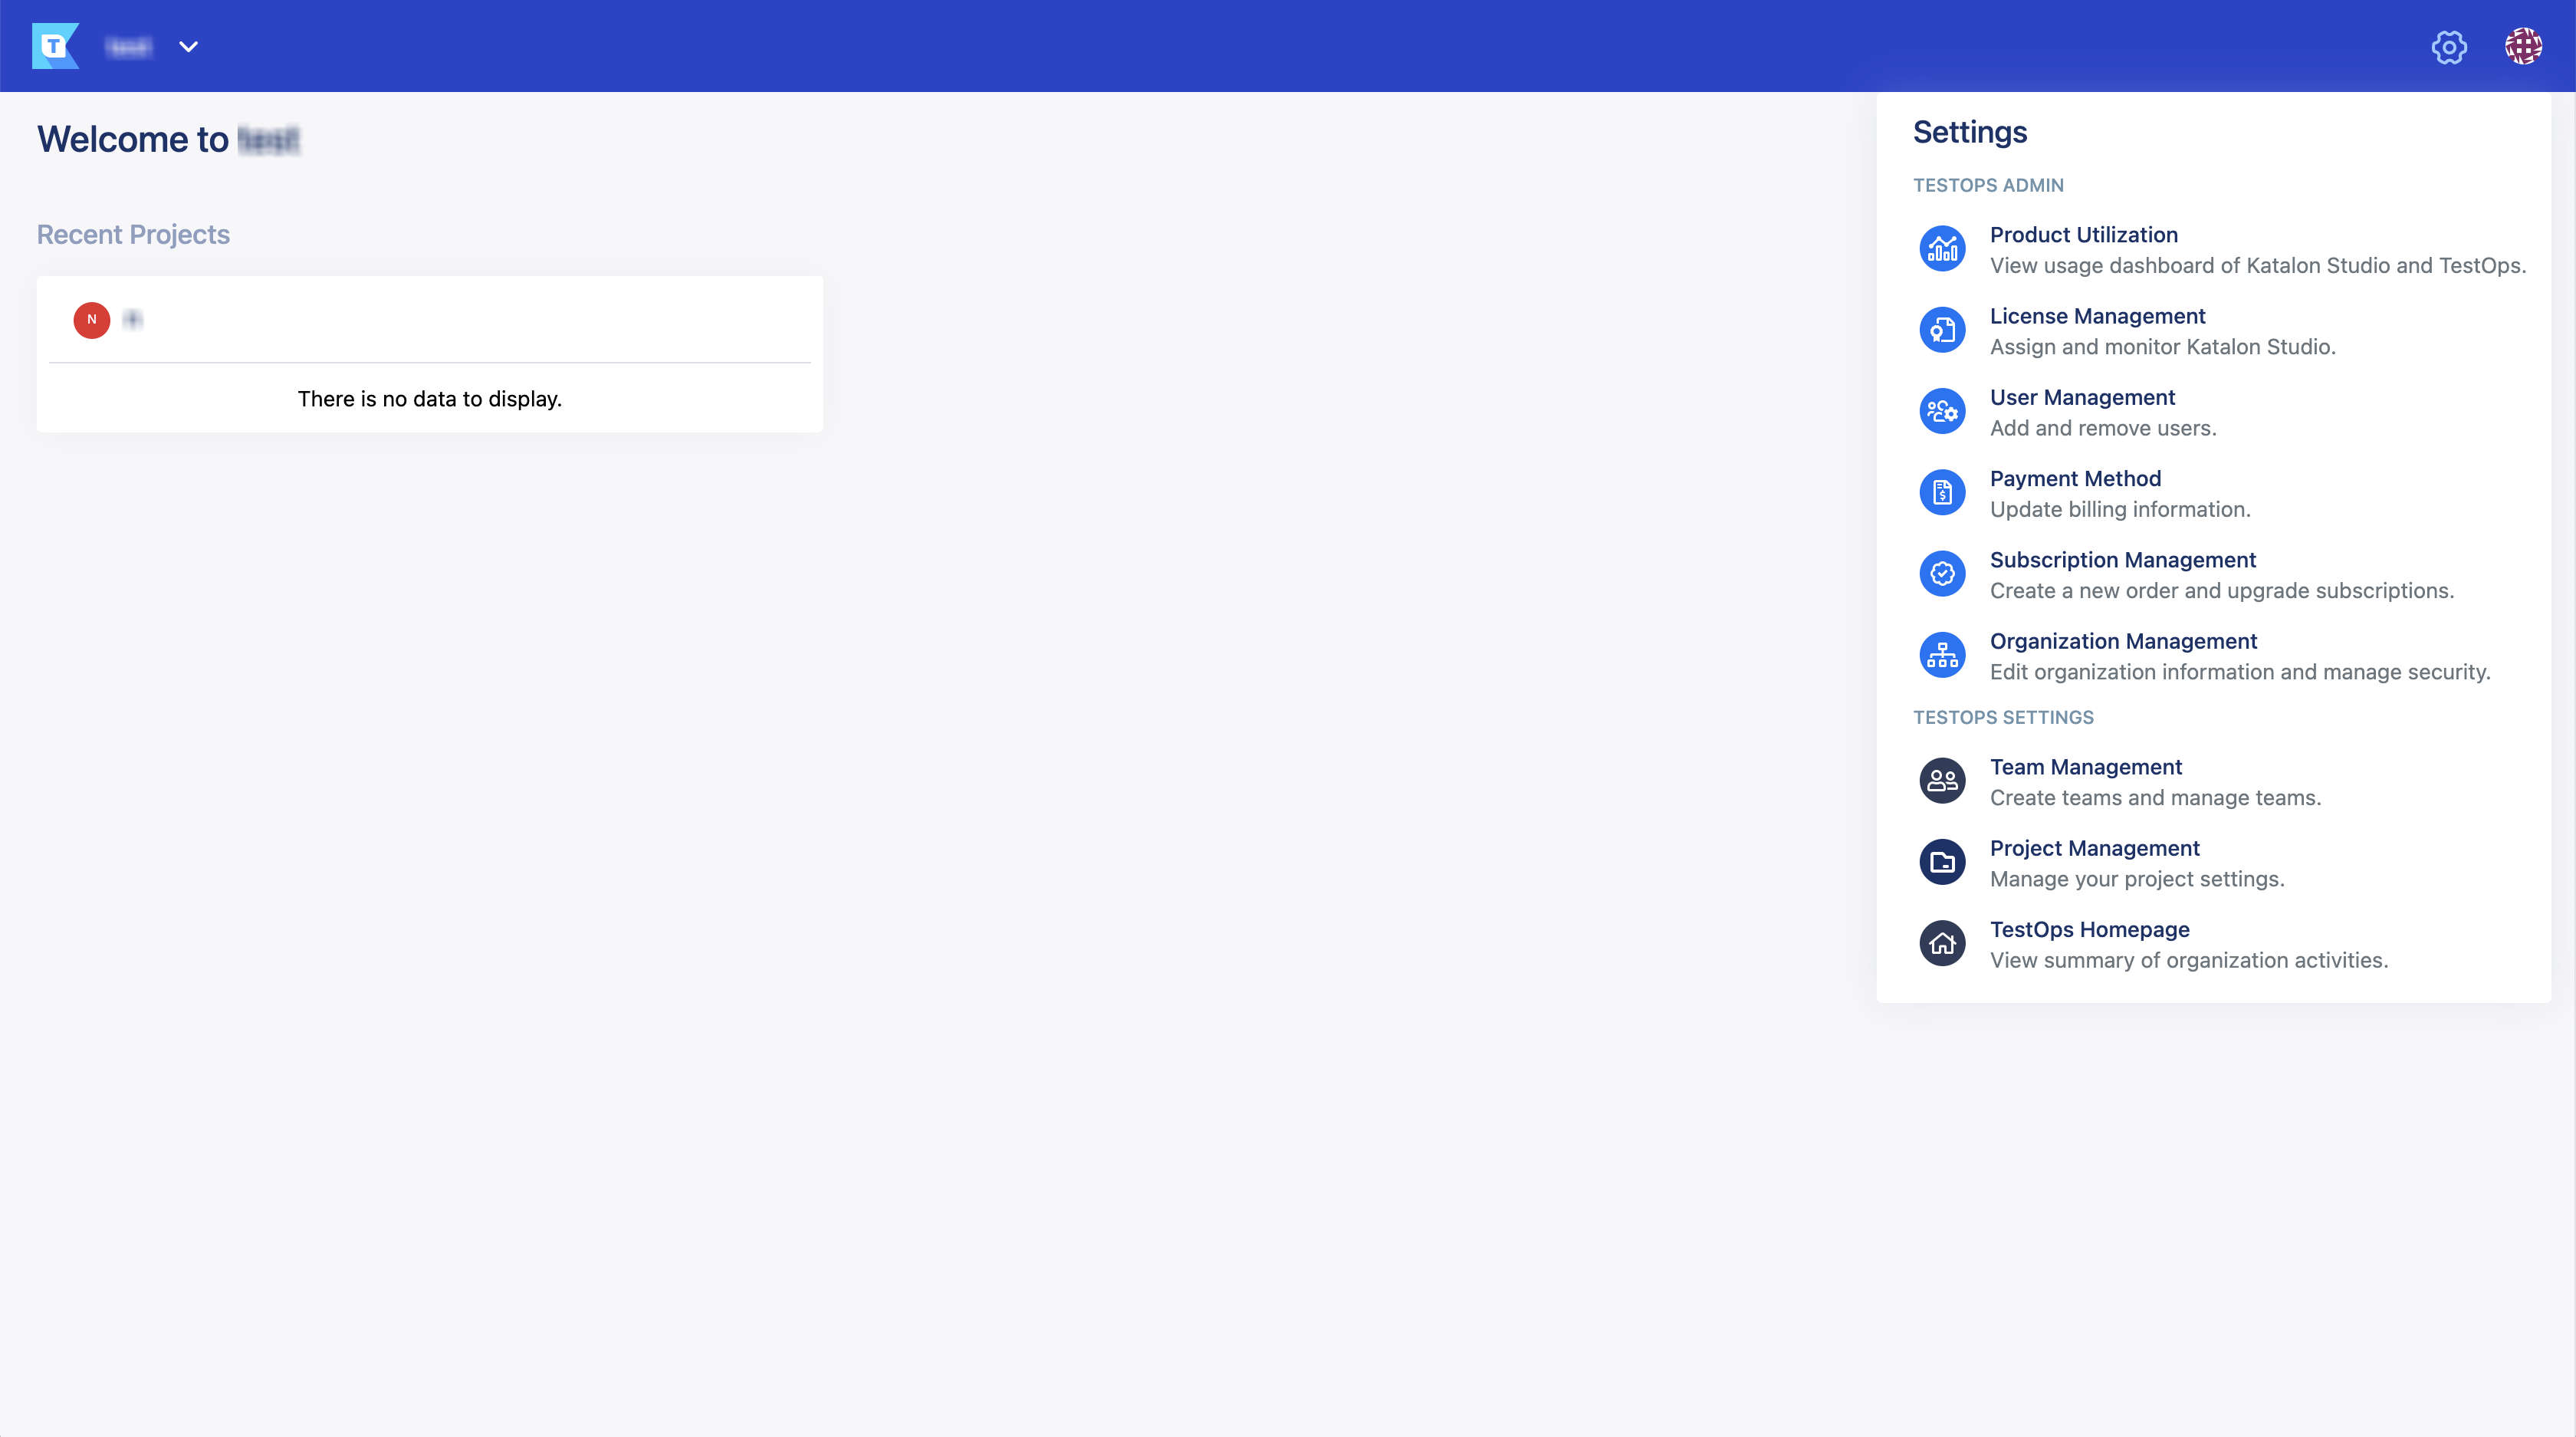 T
Welcome to
Recent Projects
N
There is no data to display.
Settings
TESTOPS ADMIN
Product Utilization
View usage dashboard of Katalon Studio and TestOps.
License Management
Assign and monitor Katalon Studio.
User Management
Add and remove users.
Payment Method
Update billing information.
Subscription Management
Create a new order and upgrade subscriptions.
Organization Management
Edit organization information and manage security.
TESTOPS SETTINGS
Team Management
Create teams and manage teams.
Project Management
Manage your project settings.
TestOps Homepage
View summary of organization activities.